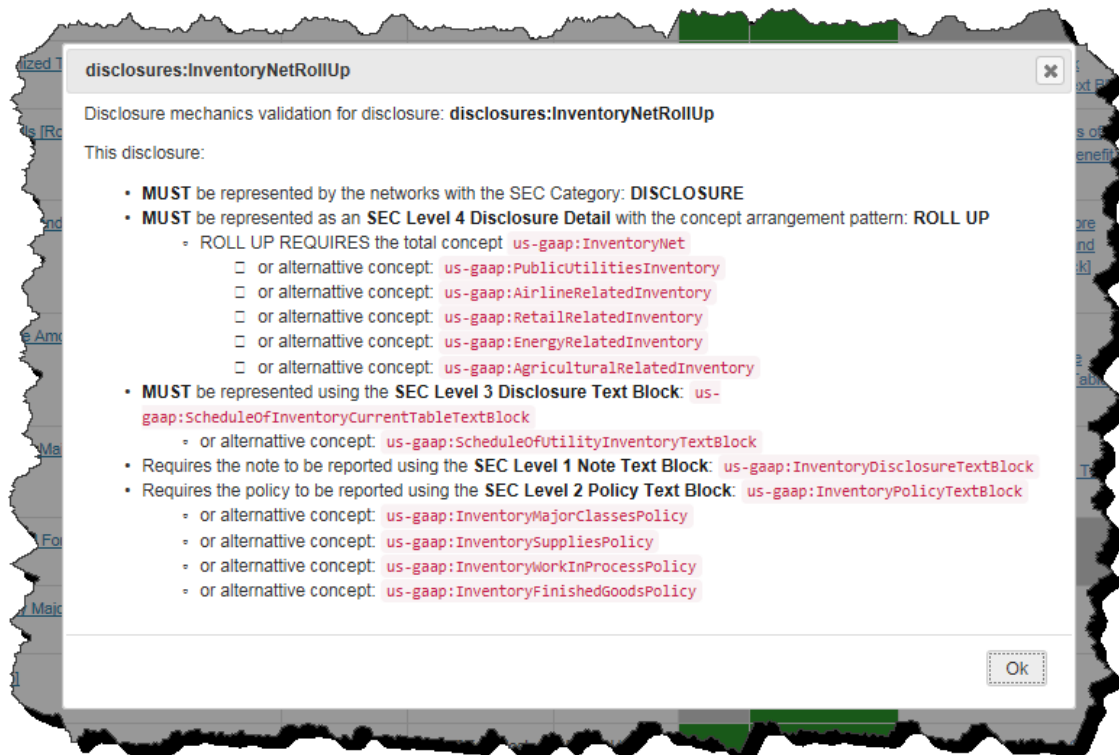 disclosures:InventoryNetRollUp
Disclosure mechanics validation for disclosure: disclosures:InventoryNetRollUp
This disclosure:
• MUST be represented by the networks with the SEC Category: DISCLOSURE
• MUST be represented as an SEC Level 4 Disclosure Detail with the concept arrangement pattern: ROLL UP
◦ ROLL UP REQUIRES the total concept us-gaap:InventoryNet
□ or alternattive concept: us-gaap:PublicUtilitiesInventory
□ or alternattive concept: us-gaap:AirlineRelatedInventory
□ or alternattive concept: us-gaap:RetailRelatedInventory
□ or alternattive concept: us-gaap:EnergyRelatedInventory
□ or alternattive concept: us-gaap:AgriculturalRelatedInventory
• MUST be represented using the SEC Level 3 Disclosure Text Block: us-
gaap:ScheduleOfInventoryCurrentTableTextBlock
◦ or alternattive concept: us-gaap:ScheduleOfUtilityInventoryTextBlock
• Requires the note to be reported using the SEC Level 1 Note Text Block: us-gaap:InventoryDisclosureTextBlock
• Requires the policy to be reported using the SEC Level 2 Policy Text Block: us-gaap:InventoryPolicyTextBlock
◦ or alternattive concept: us-gaap:InventoryMajorClassesPolicy
◦ or alternattive concept: us-gaap:InventorySuppliesPolicy
◦ or alternattive concept: us-gaap:InventoryWorkInProcessPolicy
◦ or alternattive concept: us-gaap:InventoryFinishedGoodsPolicy
Ok